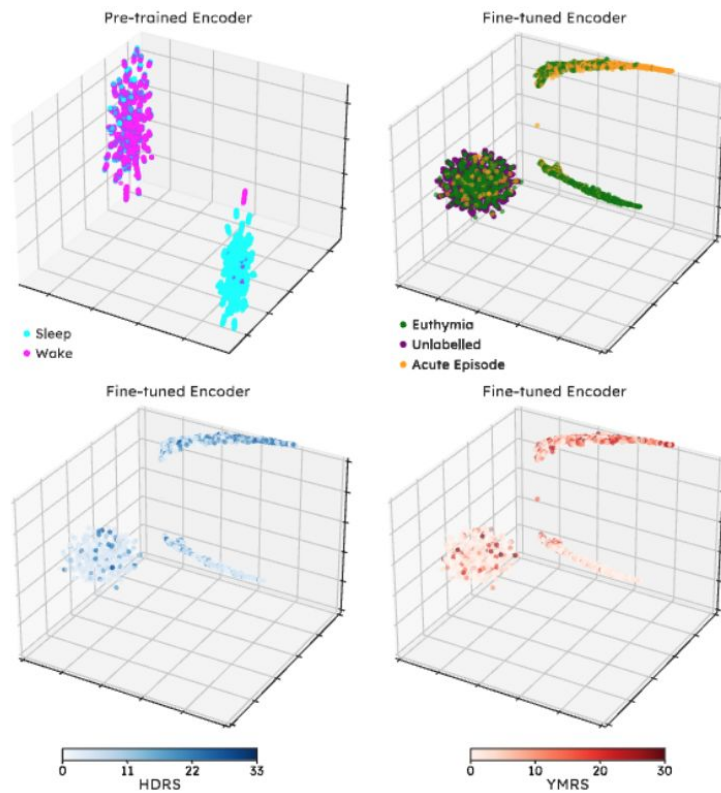 Pre-trained Encoder
Fine-tuned Encoder
Sleep
Wake
Euthymia
Unlabelled
Acute Episode
Fine-tuned Encoder
Fine-tuned Encoder
0 11 22 33
HDRS
0 10 20 30
YMRS